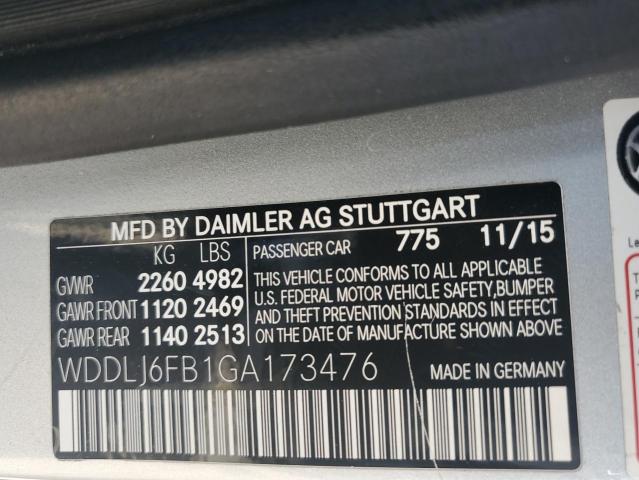 MFD BY DAIMLER AG STUTTGART
KG LBS
GVWR 2260 4982
GAWR FRONT 1120 2469
GAWR REAR 1140 2513
PASSENGER CAR 775 11/15
THIS VEHICLE CONFORMS TO ALL APPLICABLE
U.S. FEDERAL MOTOR VEHICLE SAFETY,BUMPER
AND THEFT PREVENTION STANDARDS IN EFFECT
ON DATE OF MANUFACTURE SHOWN ABOVE
WDDLJ6FB1GA173476 MADE IN GERMANY